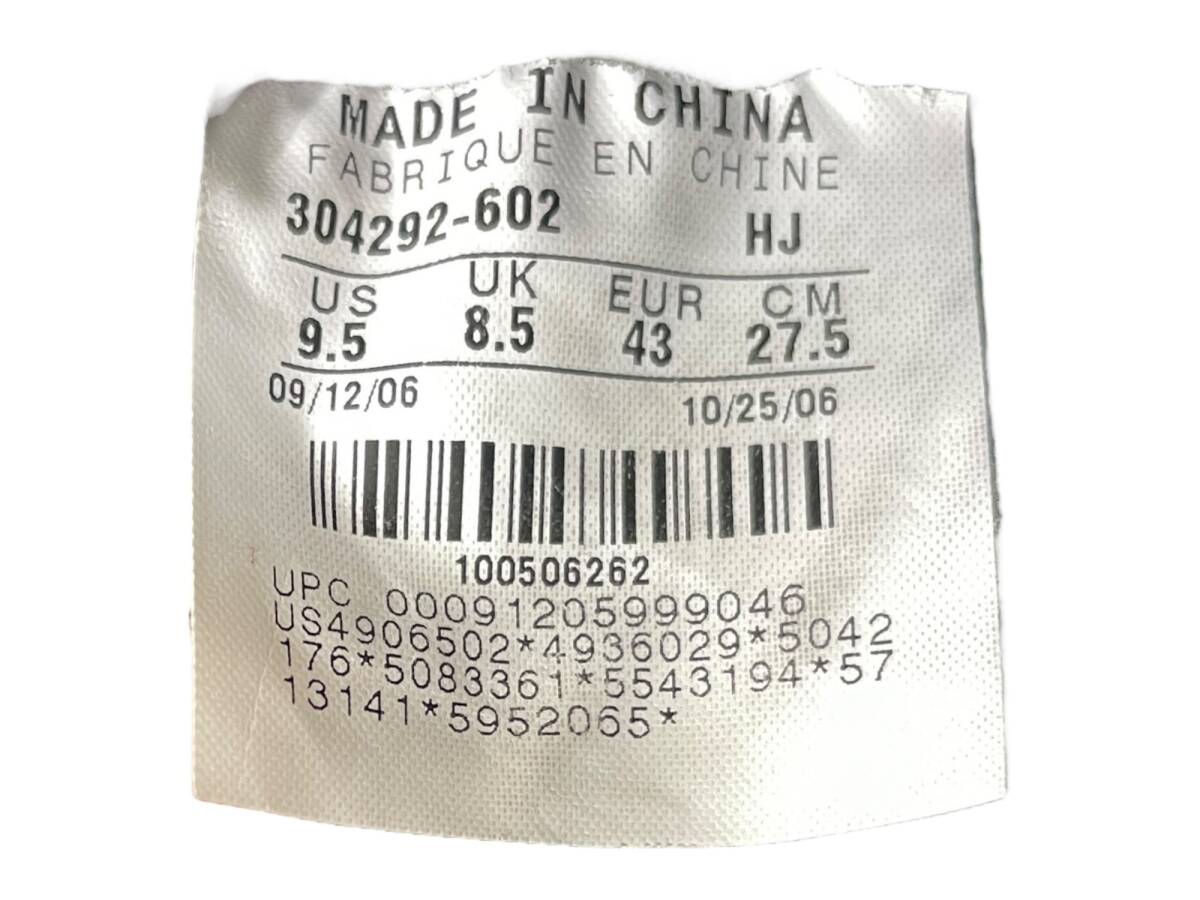 MADE IN CHINA
FABRIQUE EN CHINE
304292-602 HJ
US UK EUR CM
9.5 8.5 43 27.5
09/12/06 10/25/06
100506262
UPC 00091205999046
US4906502*4936029*5042
176*5083361*5543194*57
13141*5952065*